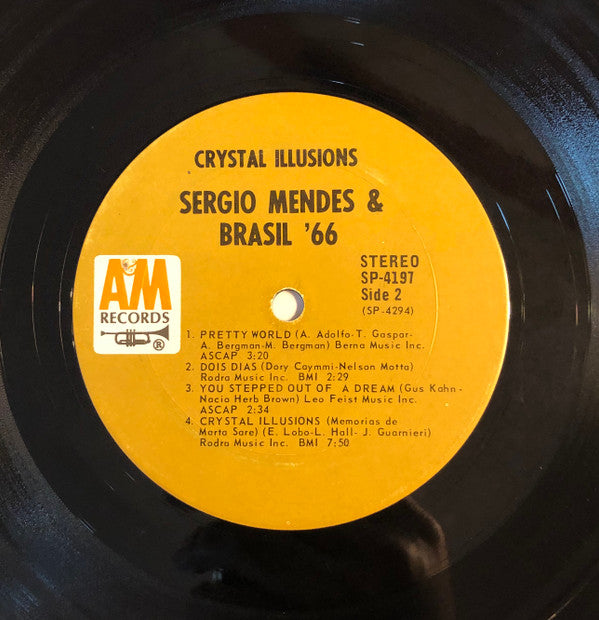 CRYSTAL ILLUSIONS
SERGIO MENDES &
BRASIL '66
STEREO
SP-4197
Side 2
(SP-4294)
AM
RECORDS
®
1. PRETTY WORLD (A. Adolfo-T. Gaspar-
A. Bergman-M. Bergman) Berna Music Inc.
ASCAP 3:20
2. DOIS DIAS (Dory Caymmi-Nelson Motta)
Rodra Music Inc. BMI 2:29
3. YOU STEPPED OUT OF A DREAM (Gus Kahn-
Nacio Herb Brown) Leo Feist Music Inc.
ASCAP 2:34
4. CRYSTAL ILLUSIONS (Memorias de
Marta Sare) (E. Lobo-L. Hall- J. Guarnieri)
Rodra Music Inc. BMI 7:50